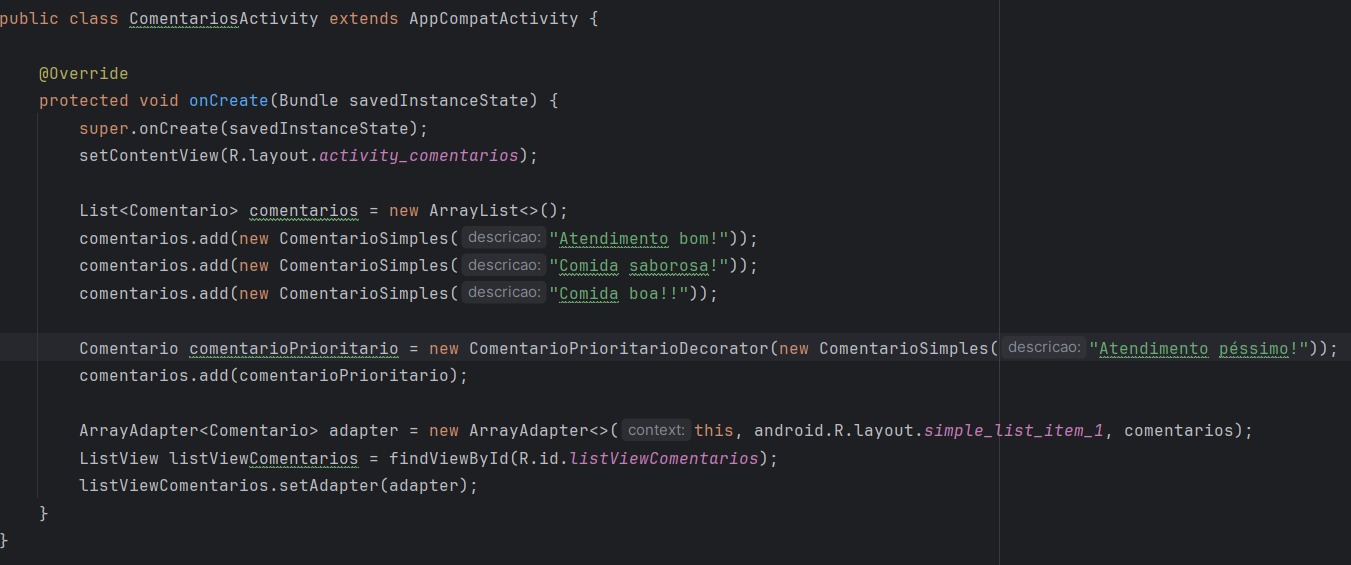 public class ComentariosActivity extends AppCompatActivity {
@Override
protected void onCreate(Bundle savedInstanceState) {
super.onCreate(savedInstanceState);
setContentView(R.layout.activity_comentarios);
List<Comentario> comentarios = new ArrayList<>();
comentarios.add(new ComentarioSimples( descricao: "Atendimento bom!"));
comentarios.add(new ComentarioSimples( descricao: "Comida saborosa!"));
comentarios.add(new ComentarioSimples( descricao: "Comida boa!!"));
Comentario comentarioPrioritario = new ComentarioPrioritarioDecorator(new ComentarioSimples( descricao: "Atendimento péssimo!"));
comentarios.add(comentarioPrioritario);
ArrayAdapter<Comentario> adapter = new ArrayAdapter<>( context: this, android.R.layout.simple_list_item_1, comentarios);
ListView listViewComentarios = findViewById(R.id.listViewComentarios);
listViewComentarios.setAdapter(adapter);
}
}